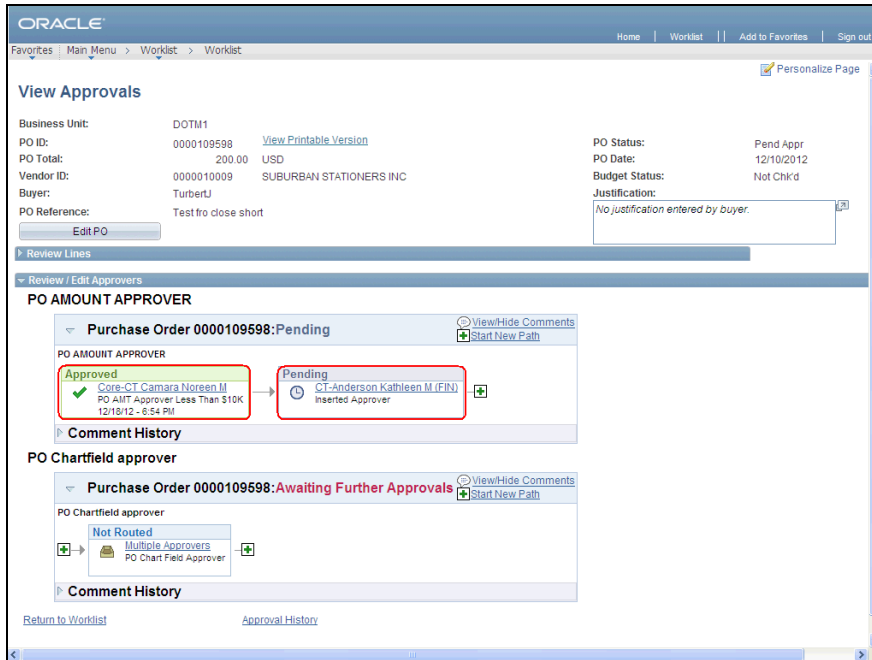 ORACLE
Home | Worklist || Add to Favorites | Sign out
Favorites | Main Menu > Worklist > Worklist
Personalize Page
View Approvals
Business Unit: DOTM1
PO ID: 0000109598 View Printable Version PO Status: Pend Appr
PO Total: 200.00 USD PO Date: 12/10/2012
Vendor ID: 0000010009 SUBURBAN STATIONERS INC Budget Status: Not Chk'd
Buyer: TurbertJ Justification:
PO Reference: Test fro close short No justification entered by buyer.
Edit PO
Review Lines
Review / Edit Approvers
PO AMOUNT APPROVER
Purchase Order 0000109598:Pending View/Hide Comments
Start New Path
PO AMOUNT APPROVER
Approved Pending
Core-CT Camara Noreen M CT-Anderson Kathleen M (FIN)
PO AMT Approver Less Than $10K Inserted Approver
12/18/12 - 6:54 PM
Comment History
PO Chartfield approver
Purchase Order 0000109598:Awaiting Further Approvals View/Hide Comments
Start New Path
PO Chartfield approver
Not Routed
Multiple Approvers
PO Chart Field Approver
Comment History
Return to Worklist Approval History